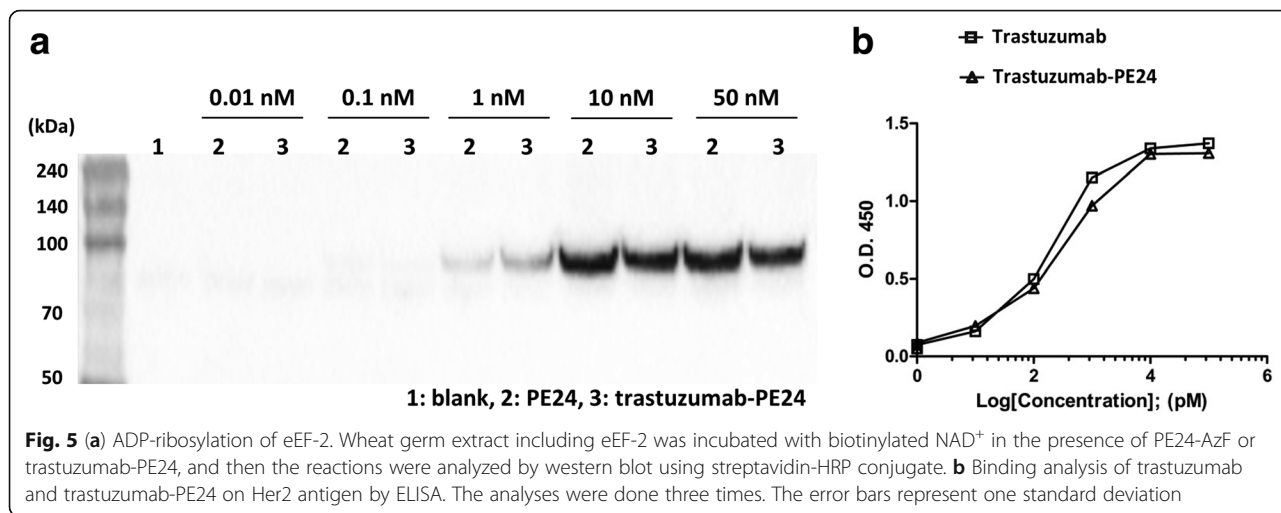 a
0.01 nM 0.1 nM 1 nM 10 nM 50 nM
(kDa)
1 2 3 2 3 2 3 2 3 2 3
240
140
100
70
50
1: blank, 2: PE24, 3: trastuzumab-PE24
b
Trastuzumab
Trastuzumab-PE24
1.5
1.0
0.5
0.0
O.D. 450
0 2 4 6
Log[Concentration]; (pM)
Fig. 5 (a) ADP-ribosylation of eEF-2. Wheat germ extract including eEF-2 was incubated with biotinylated NAD+ in the presence of PE24-AzF or
trastuzumab-PE24, and then the reactions were analyzed by western blot using streptavidin-HRP conjugate. b Binding analysis of trastuzumab
and trastuzumab-PE24 on Her2 antigen by ELISA. The analyses were done three times. The error bars represent one standard deviation